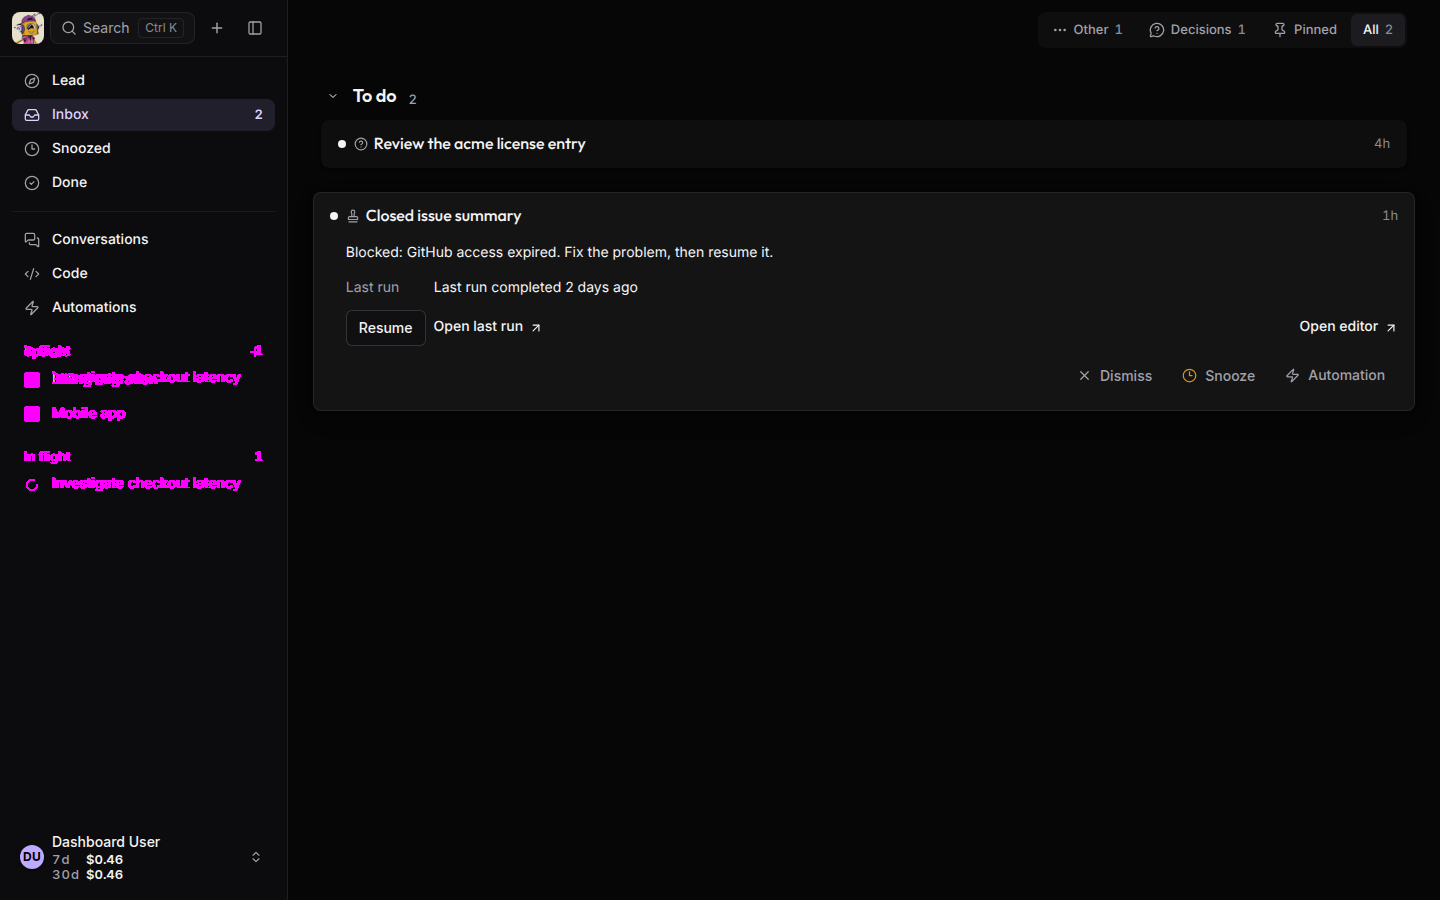 Search Ctrl K
Other 1
Decisions 1
Pinned
All 2
Lead
Inbox 2
Snoozed
Done
Conversations
Code
Automations
checkout latency
Mobile app
In flight 1
Investigate checkout latency
Dashboard User
DU
7d $0.46
30d $0.46
To do 2
Review the acme license entry 4h
Closed issue summary 1h
Blocked: GitHub access expired. Fix the problem, then resume it.
Last run Last run completed 2 days ago
Resume Open last run Open editor
Dismiss Snooze Automation